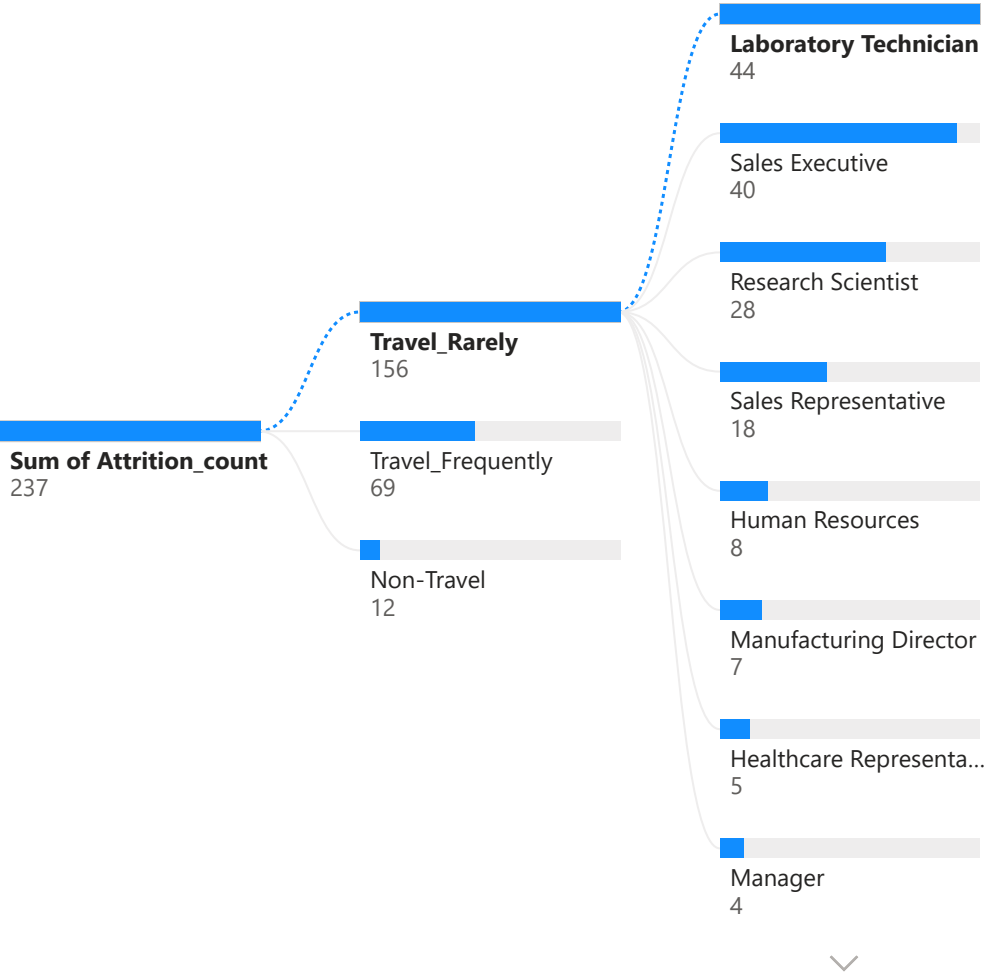 Sum of Attrition_count
237
Travel_Rarely
156
Travel_Frequently
69
Non-Travel
12
Laboratory Technician
44
Sales Executive
40
Research Scientist
28
Sales Representative
18
Human Resources
8
Manufacturing Director
7
Healthcare Representa...
5
Manager
4